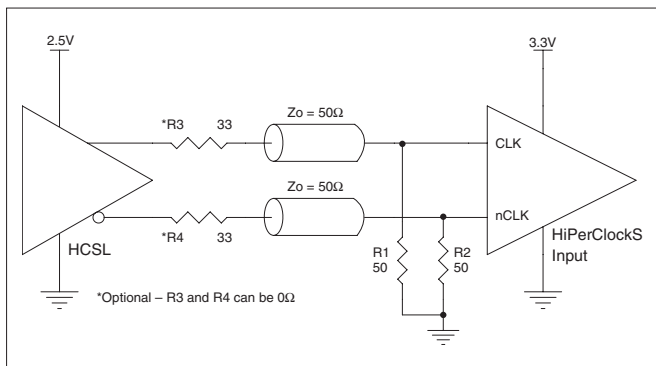 2.5V
3.3V
*R3 33
Zo = 50Ω
CLK
Zo = 50Ω
nCLK
*R4 33
HCSL
R1
50
R2
50
HiPerClockS
Input
*Optional – R3 and R4 can be 0Ω